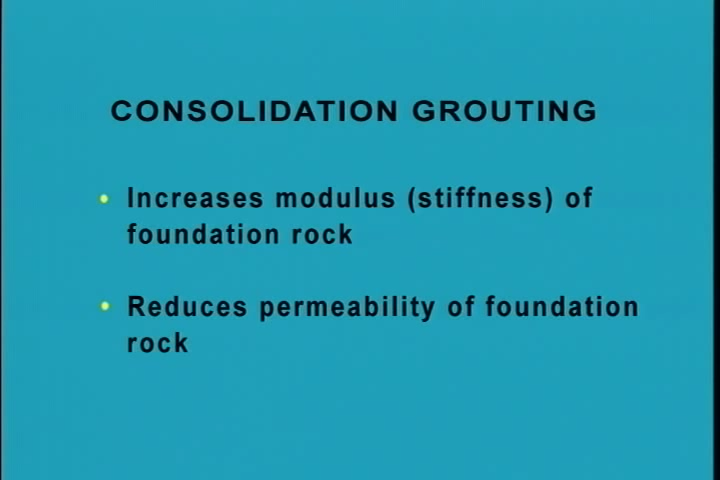 CONSOLIDATION GROUTING
• Increases modulus (stiffness) of
foundation rock
• Reduces permeability of foundation
rock